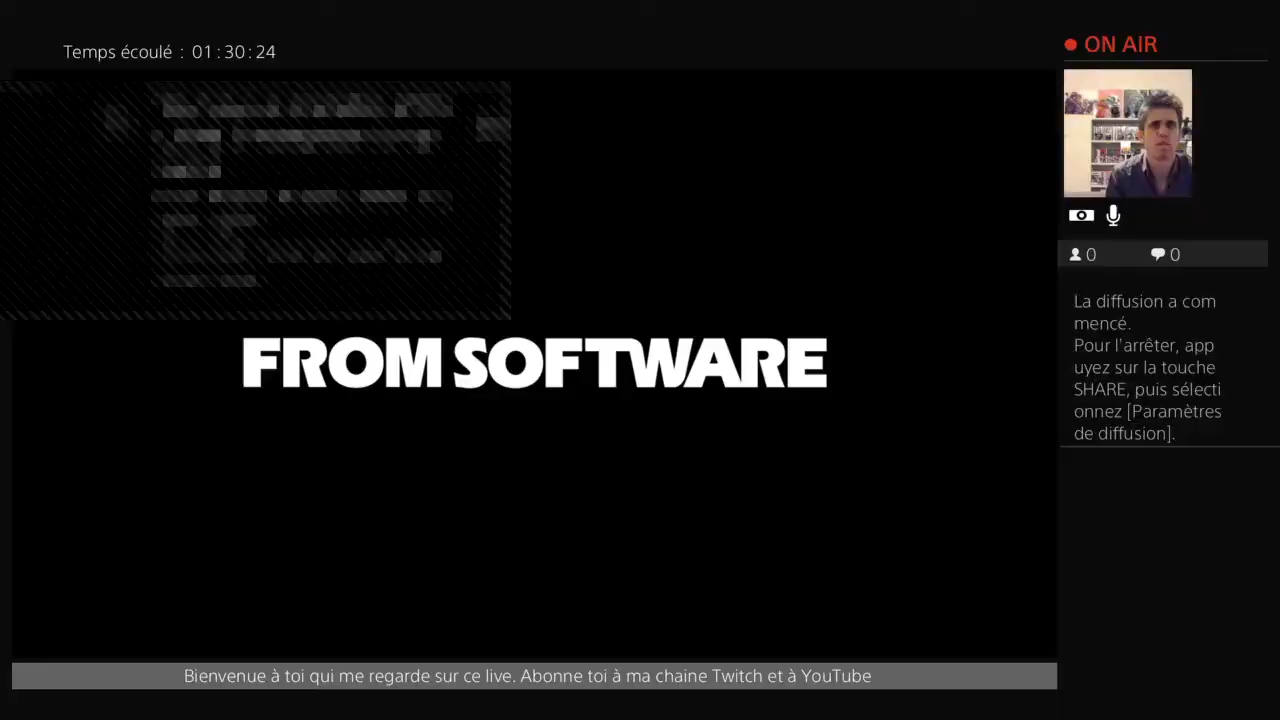 Temps écoulé : 01:30:24
ON AIR
0
0
La diffusion a com
mencé.
Pour l'arrêter, app
uyez sur la touche
SHARE, puis sélecti
onnez [Paramètres
de diffusion].
FROMSOFTWARE
Bienvenue à toi qui me regarde sur ce live. Abonne toi à ma chaine Twitch et à YouTube